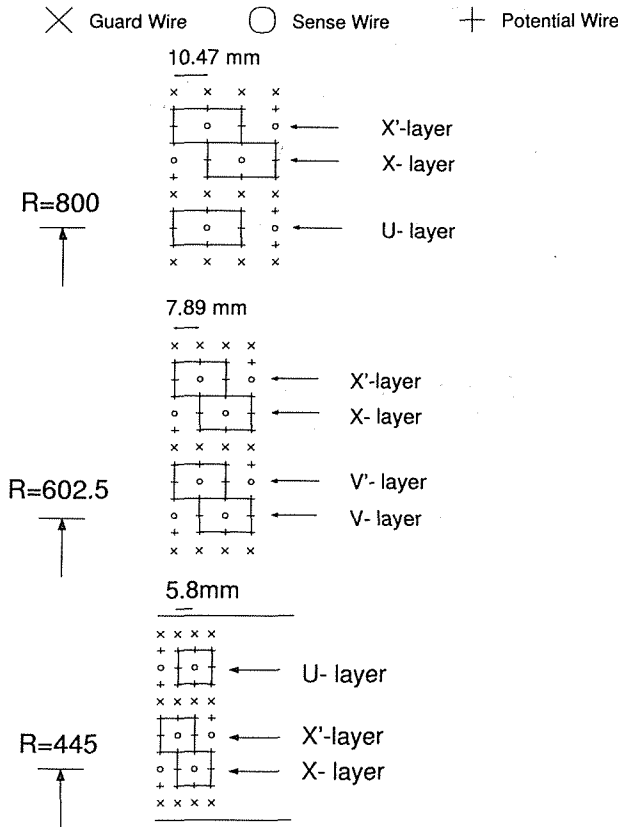 Guard Wire Sense Wire Potential Wire
10.47 mm
X'-layer
X- layer
R=800
U- layer
7.89 mm
X'-layer
X- layer
V'- layer
R=602.5
V- layer
5.8mm
U- layer
X'-layer
R=445
X- layer